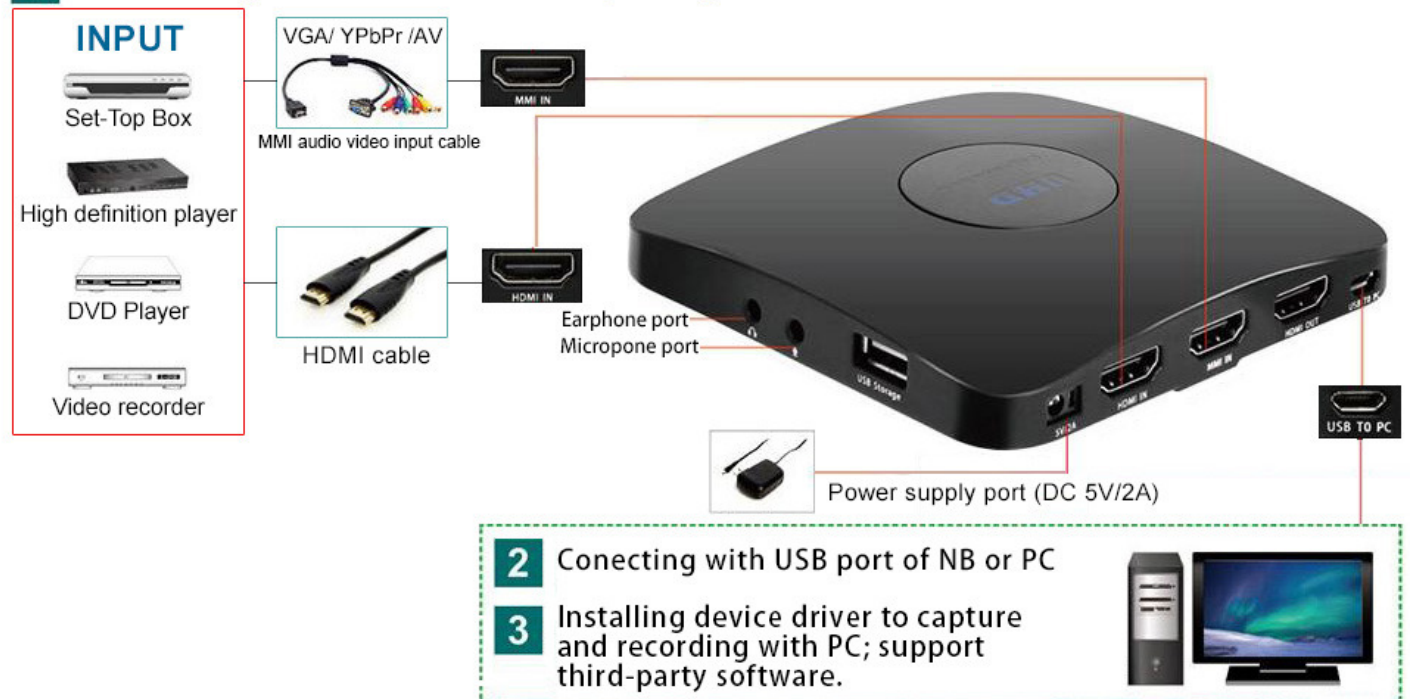 INPUT
Set-Top Box
High definition player
DVD Player
Video recorder
VGA/ YPbPr /AV
MMI audio video input cable
MMI IN
HDMI cable
HDMI IN
Earphone port
Micropone port
USB Storage
5V/2A
HDMI IN
MMI IN
HDMI OUT
USB TO PC
USB TO PC
Power supply port (DC 5V/2A)
2 Conecting with USB port of NB or PC
3 Installing device driver to capture
and recording with PC; support
third-party software.